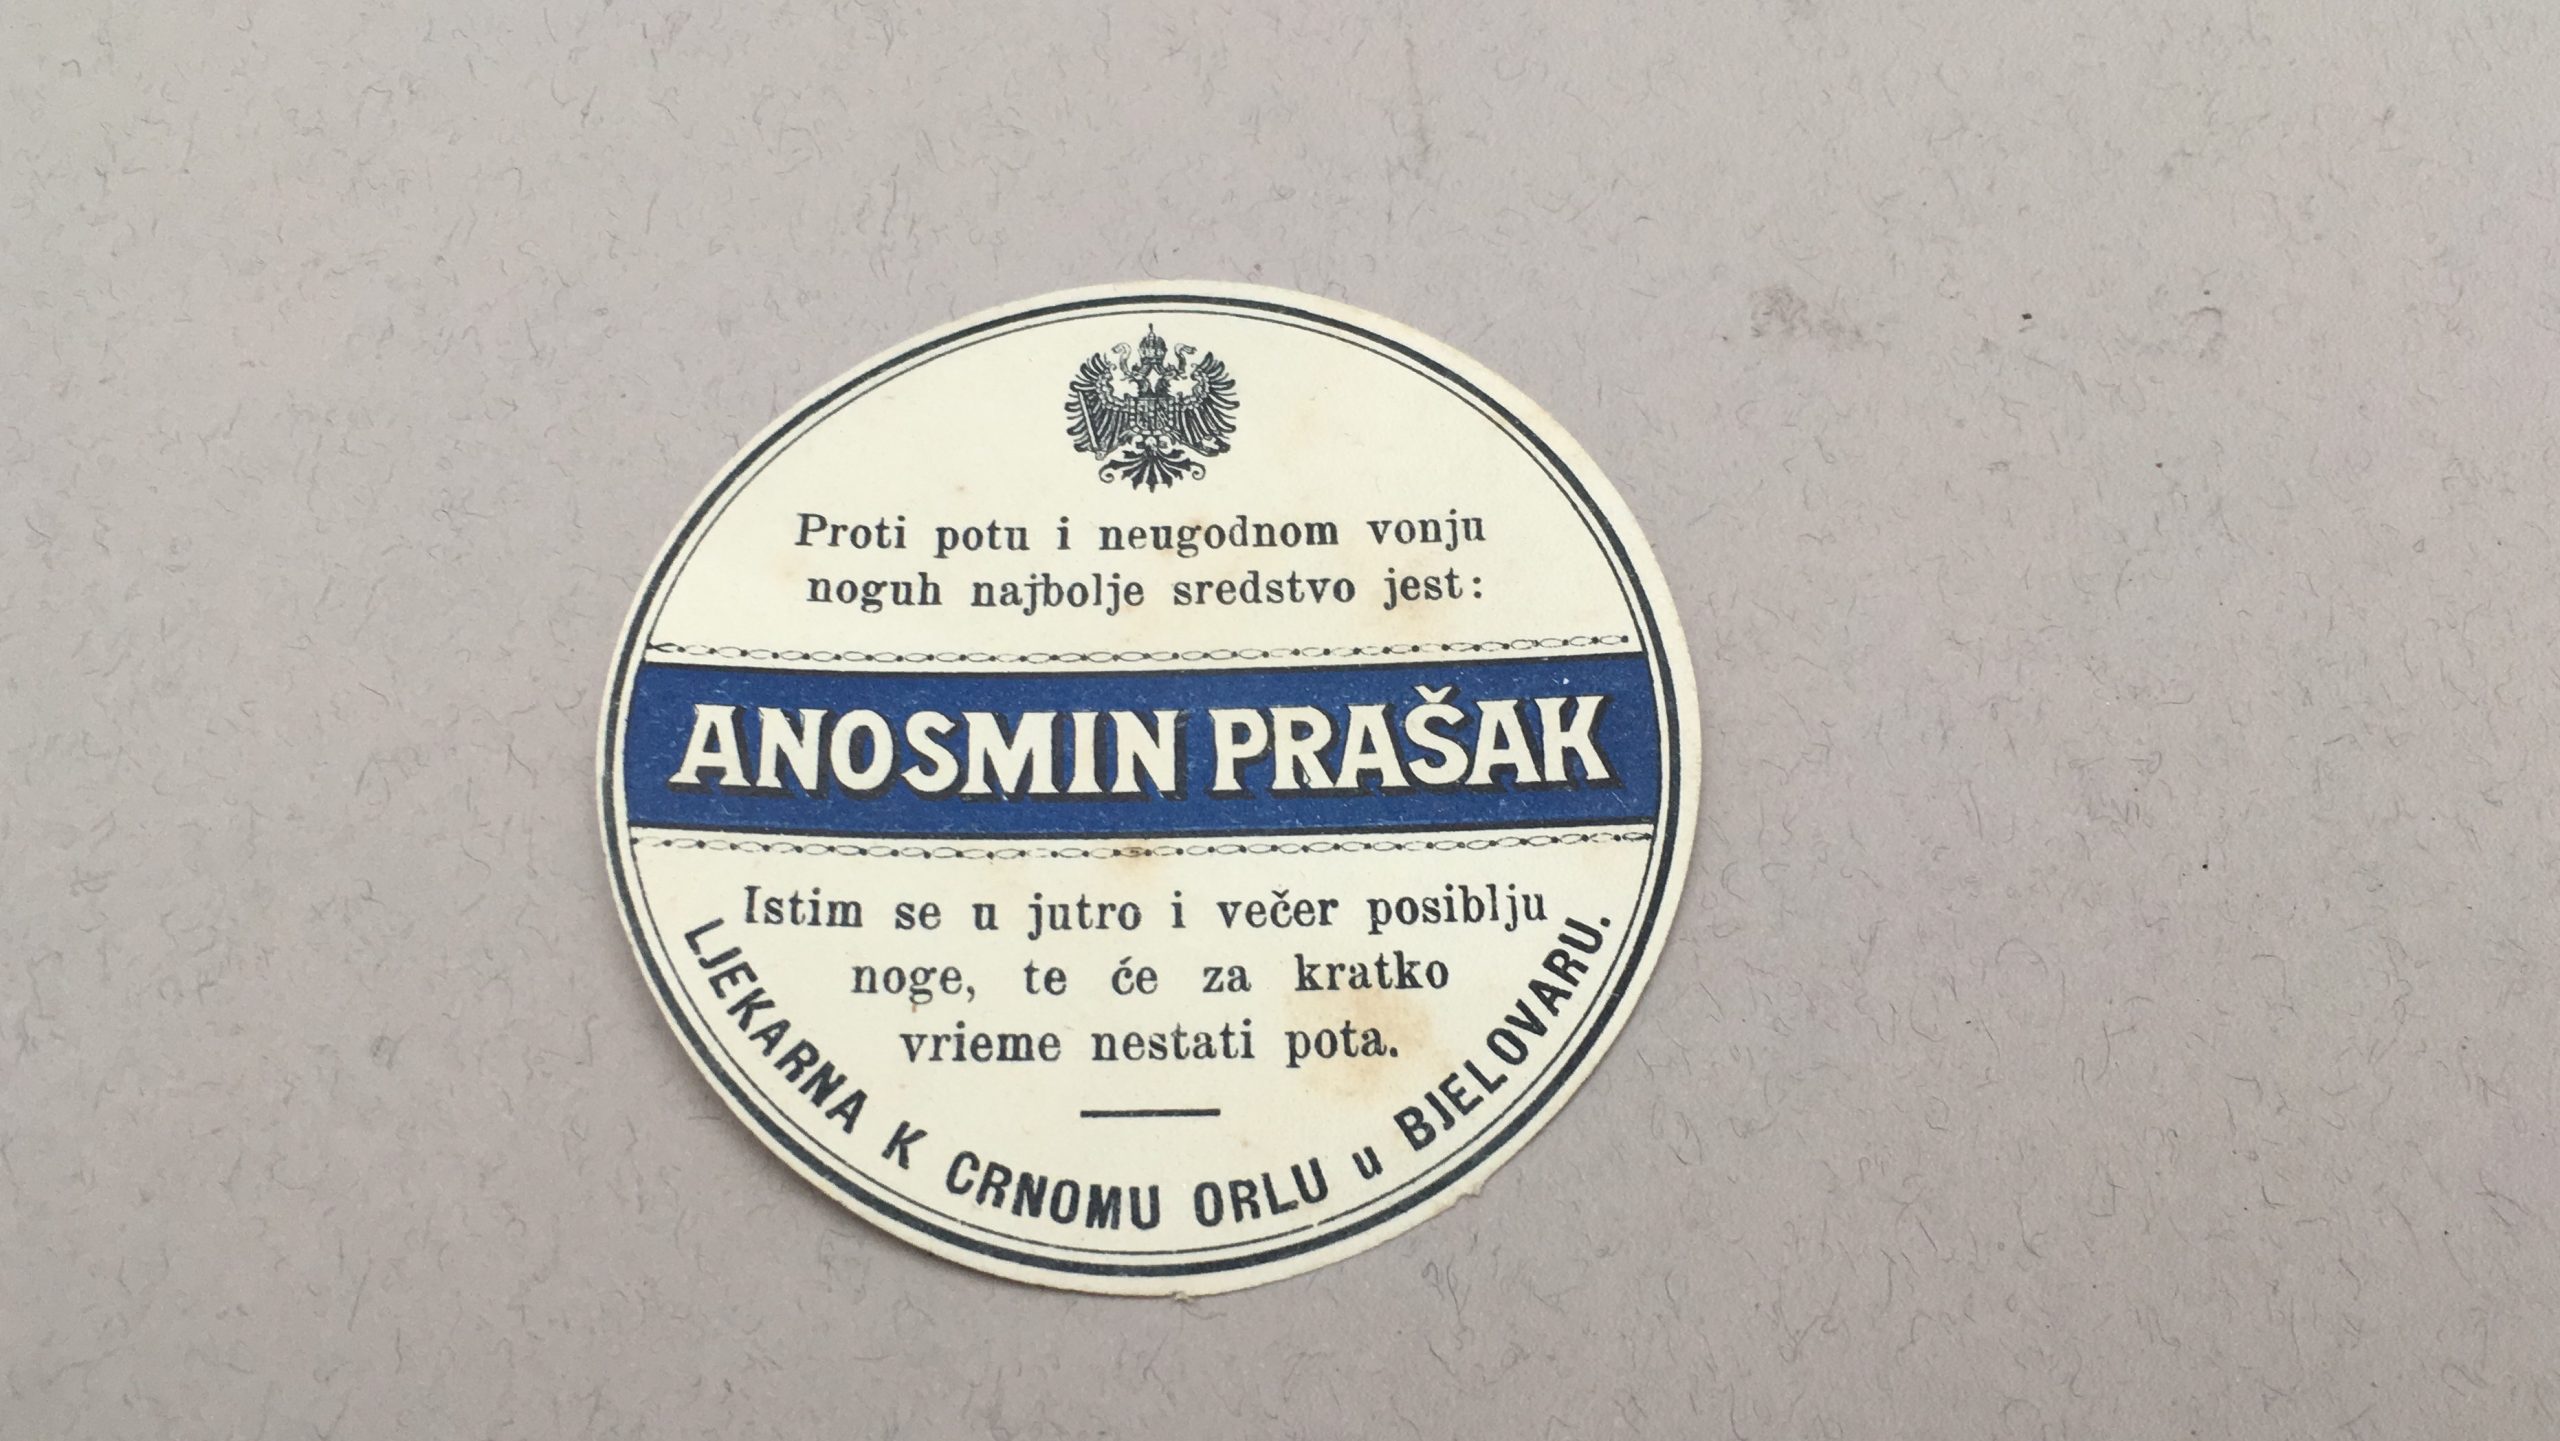 Proti potu i neugodnom vonju
noguh najbolje sredstvo jest:
ANOSMIN PRAŠAK
Istim se u jutro i večer posiblju
noge, te će za kratko
vrieme nestati pota.
LJEKARNA K CRNOMU ORLU u BJELOVARU.